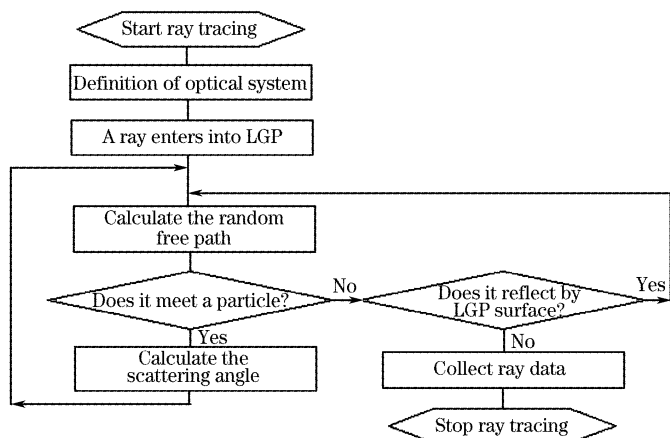 Start ray tracing
Definition of optical system
A ray enters into LGP
Calculate the random
free path
Does it meet a particle?
No
Does it reflect by
LGP surface?
Yes
Yes
No
Calculate the
scattering angle
Collect ray data
Stop ray tracing